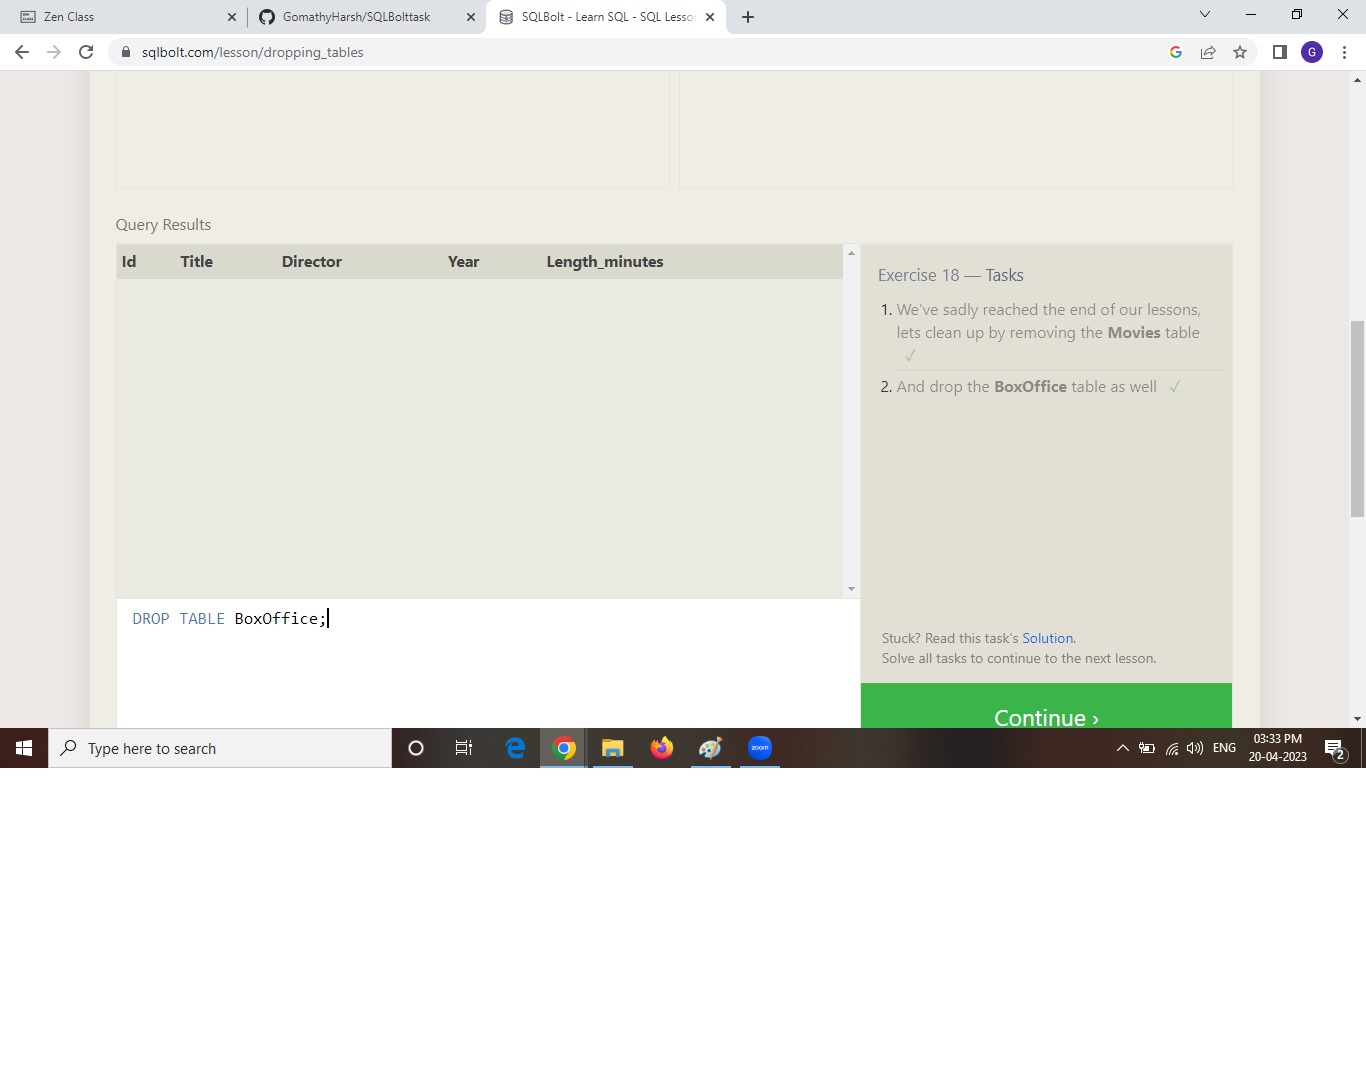 Zen Class
GomathyHarsh/SQLBolttask
SQLBolt - Learn SQL - SQL Lesso
sqlbolt.com/lesson/dropping_tables
G
Query Results
Id Title Director Year Length_minutes
Exercise 18 — Tasks
1. We've sadly reached the end of our lessons,
lets clean up by removing the Movies table
✓
2. And drop the BoxOffice table as well ✓
DROP TABLE BoxOffice;
Stuck? Read this task's Solution.
Solve all tasks to continue to the next lesson.
Continue ›
Type here to search
zoom
ENG
03:33 PM
20-04-2023
2